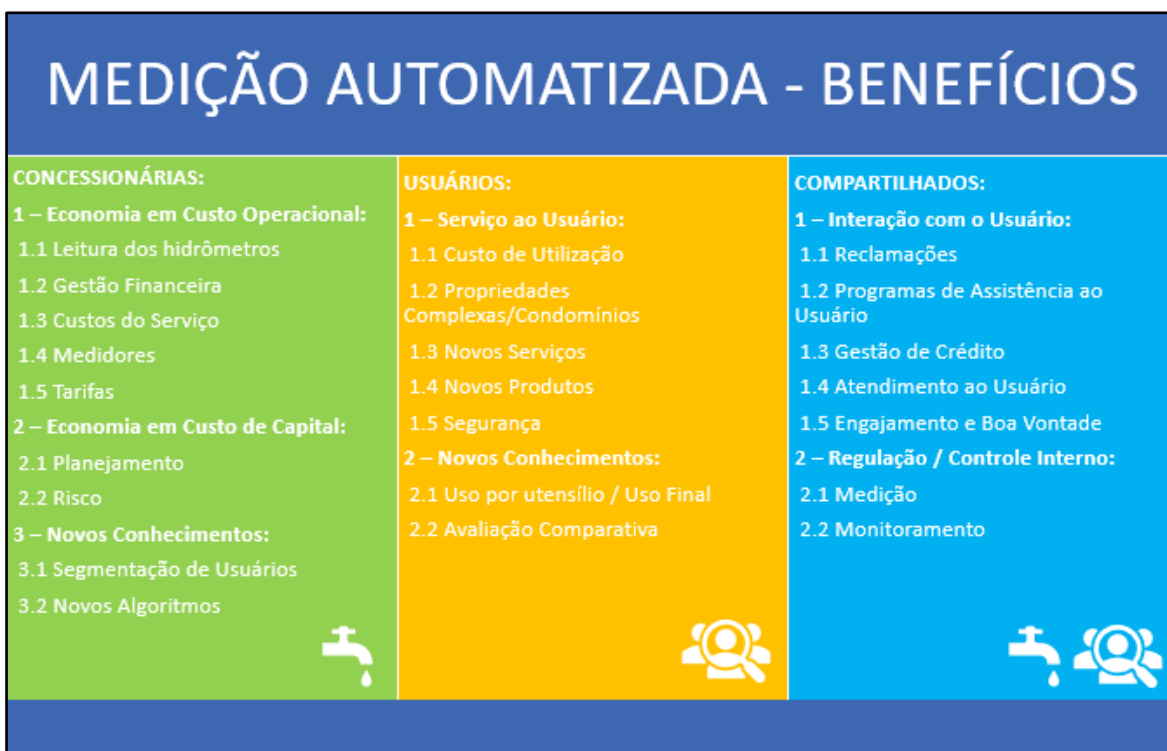 MEDIÇÃO AUTOMATIZADA - BENEFÍCIOS
CONCESSIONÁRIAS:
1 – Economia em Custo Operacional:
1.1 Leitura dos hidrômetros
1.2 Gestão Financeira
1.3 Custos do Serviço
1.4 Medidores
1.5 Tarifas
2 – Economia em Custo de Capital:
2.1 Planejamento
2.2 Risco
3 – Novos Conhecimentos:
3.1 Segmentação de Usuários
3.2 Novos Algoritmos
USUÁRIOS:
1 – Serviço ao Usuário:
1.1 Custo de Utilização
1.2 Propriedades
Complexas/Condomínios
1.3 Novos Serviços
1.4 Novos Produtos
1.5 Segurança
2 – Novos Conhecimentos:
2.1 Uso por utensílio / Uso Final
2.2 Avaliação Comparativa
COMPARTILHADOS:
1 – Interação com o Usuário:
1.1 Reclamações
1.2 Programas de Assistência ao
Usuário
1.3 Gestão de Crédito
1.4 Atendimento ao Usuário
1.5 Engajamento e Boa Vontade
2 – Regulação / Controle Interno:
2.1 Medição
2.2 Monitoramento